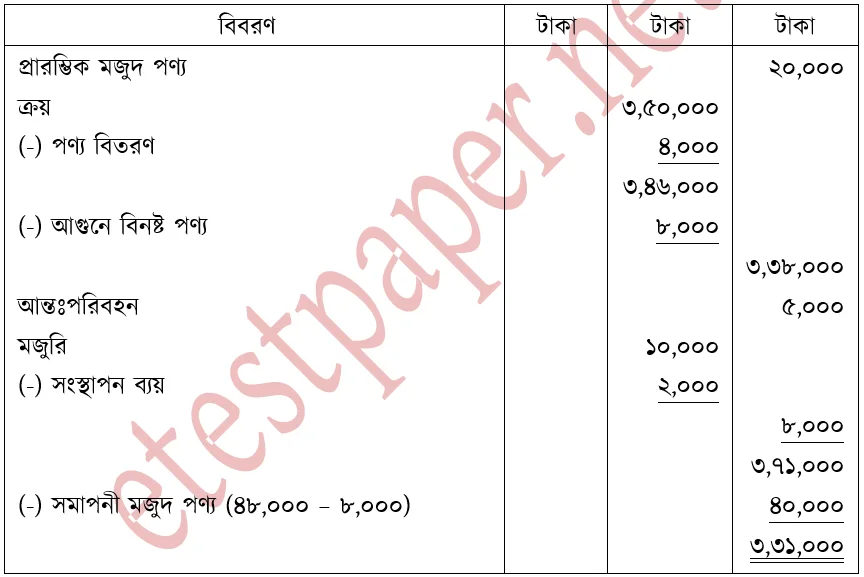 বিবরণ টাকা টাকা টাকা
প্রারম্ভিক মজুদ পণ্য ২০,০০০
ক্রয় ৩,৫০,০০০
(-) পণ্য বিতরণ ৪,০০০
৩,৪৬,০০০
(-) আগুনে বিনষ্ট পণ্য ৮,০০০
৩,৩৮,০০০
আন্তঃপরিবহন ৫,০০০
মজুরি ১০,০০০
(-) সংস্থাপন ব্যয় ২,০০০
৮,০০০
৩,৭১,০০০
(-) সমাপনী মজুদ পণ্য (৪৮,০০০ – ৮,০০০) ৪০,০০০
৩,৩১,০০০
etestpaper.net